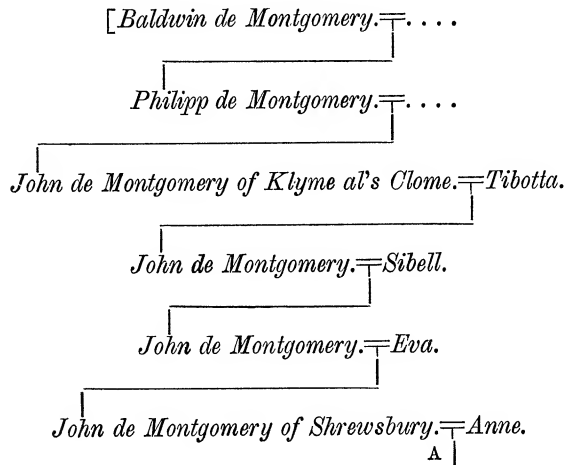 [Baldwin de Montgomery.=. . . .
Philipp de Montgomery.=. . . .
John de Montgomery of Klyme al's Clome.=Tibotta.
John de Montgomery.=Sibell.
John de Montgomery.=Eva.
John de Montgomery of Shrewsbury.=Anne.
A